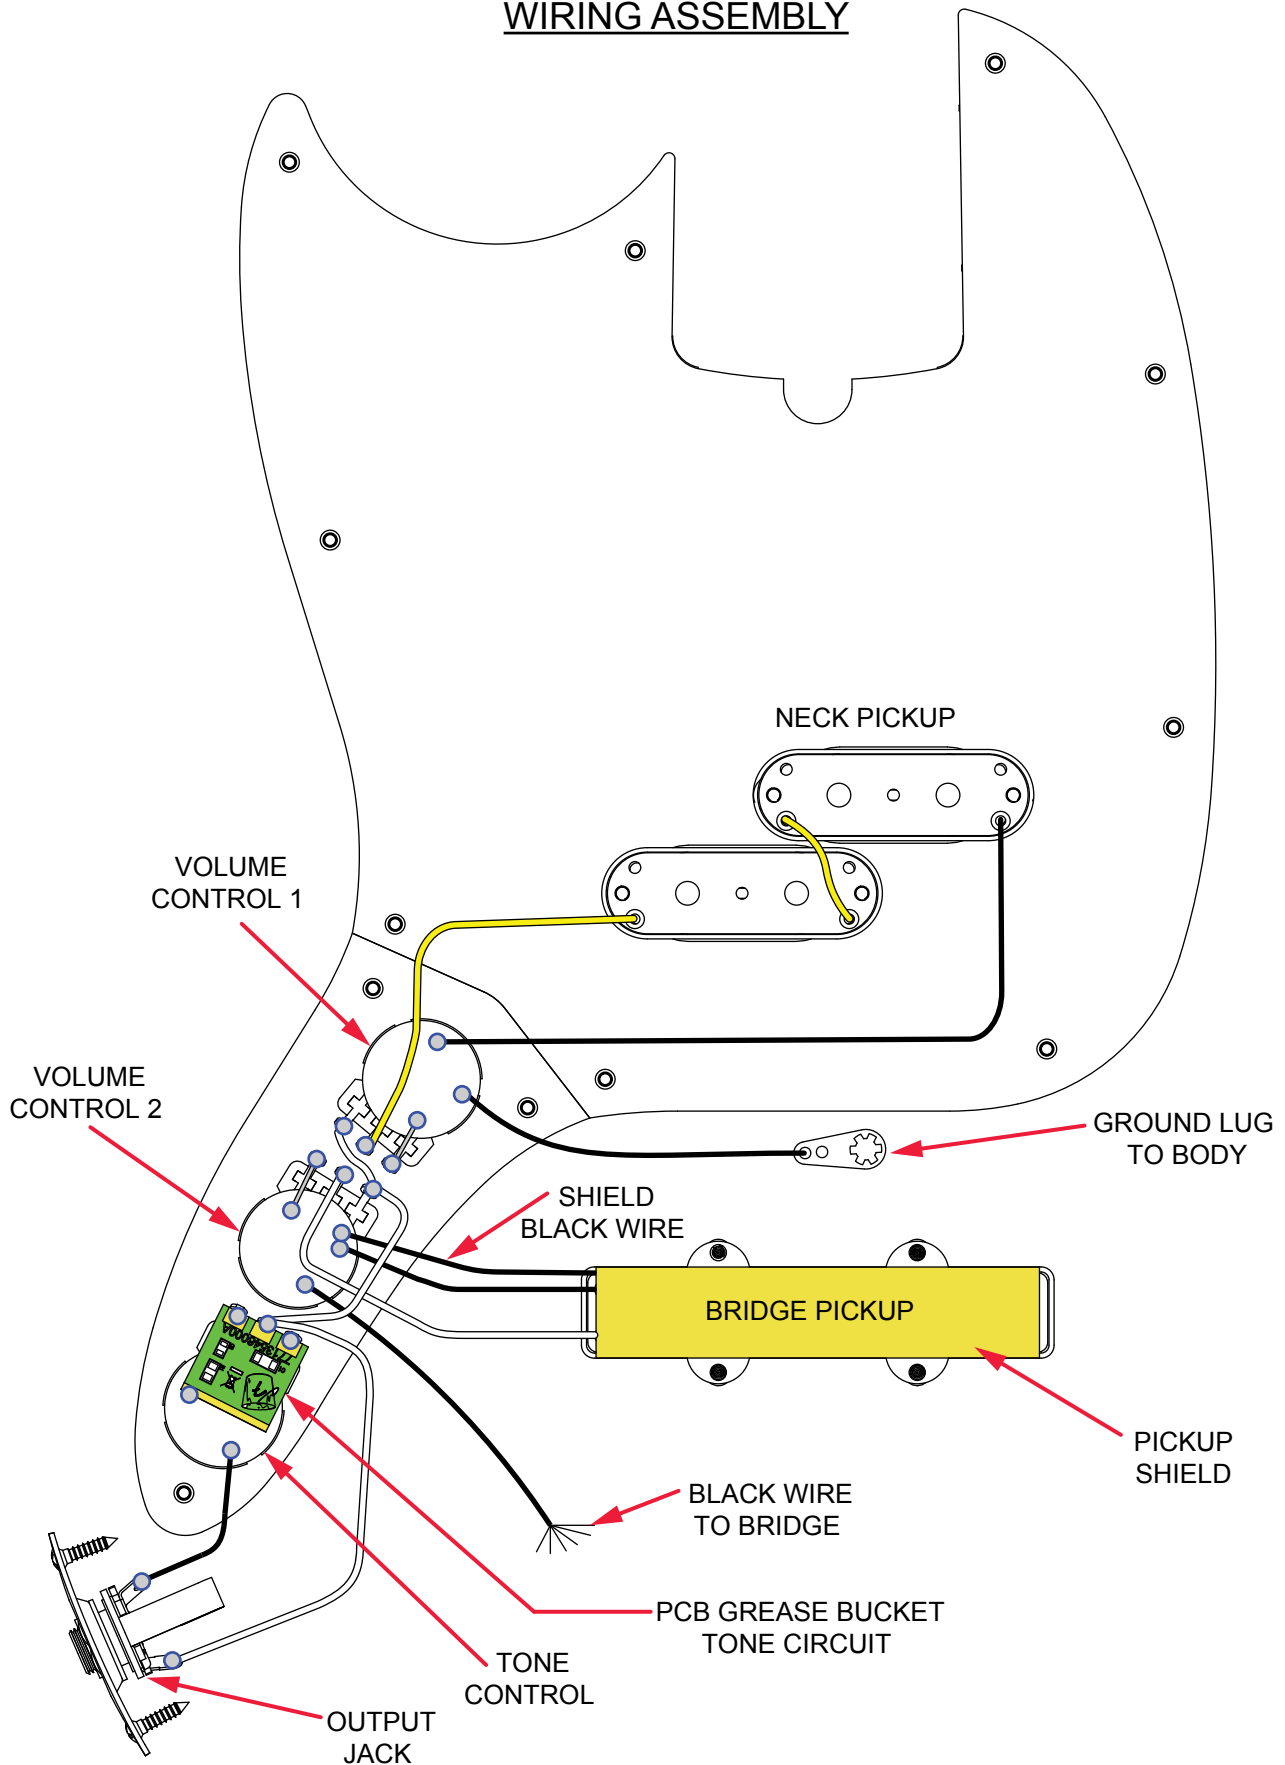 WIRING ASSEMBLY
NECK PICKUP
VOLUME
CONTROL 1
VOLUME
CONTROL 2
GROUND LUG
TO BODY
SHIELD
BLACK WIRE
BRIDGE PICKUP
PICKUP
SHIELD
BLACK WIRE
TO BRIDGE
PCB GREASE BUCKET
TONE CIRCUIT
TONE
CONTROL
OUTPUT
JACK